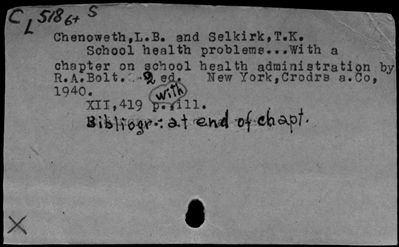 C L 518 6+ S
Chenoweth,L.B. and Selkirk,T.K.
School health problems...With a
chapter on school health administration by
R.A.Bolt. 2 ed. New York,Crodrs a.Co,
1940.
XII,419 p. with ill.
Bibliogr.: at end of chapt.
X